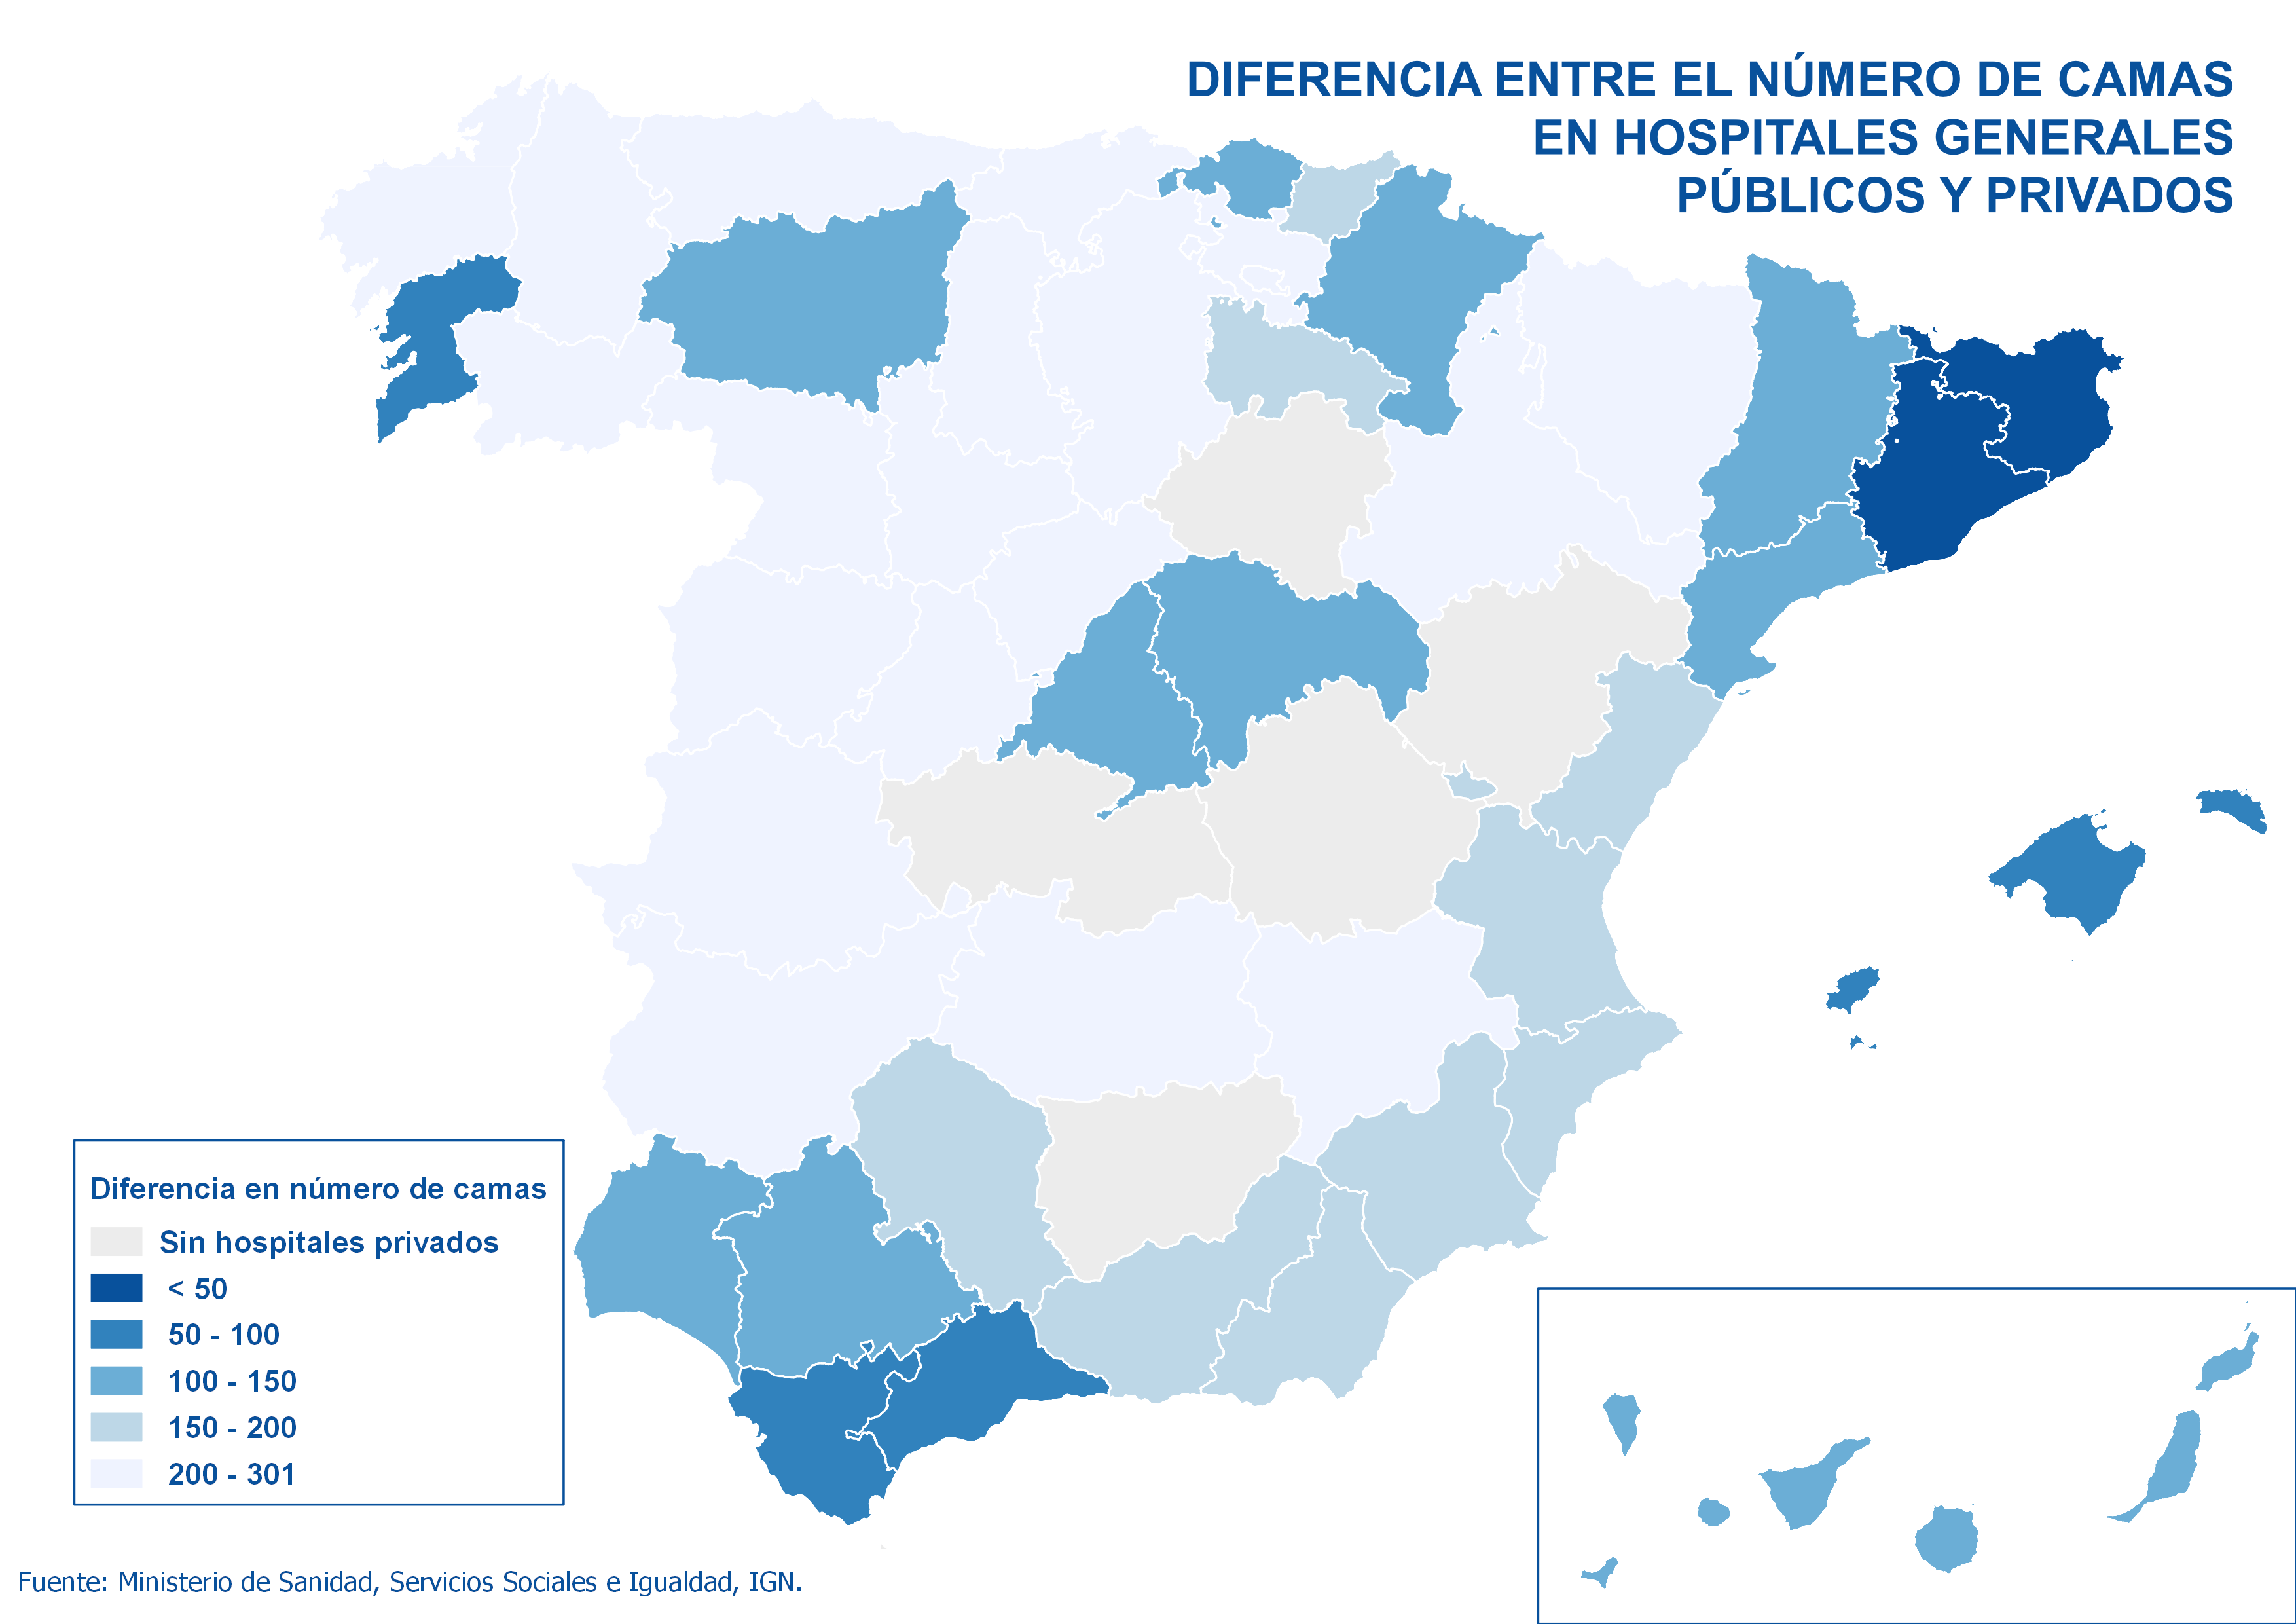 DIFERENCIA ENTRE EL NÚMERO DE CAMAS
EN HOSPITALES GENERALES
PÚBLICOS Y PRIVADOS
Diferencia en número de camas
Sin hospitales privados
< 50
50 - 100
100 - 150
150 - 200
200 - 301
Fuente: Ministerio de Sanidad, Servicios Sociales e Igualdad, IGN.